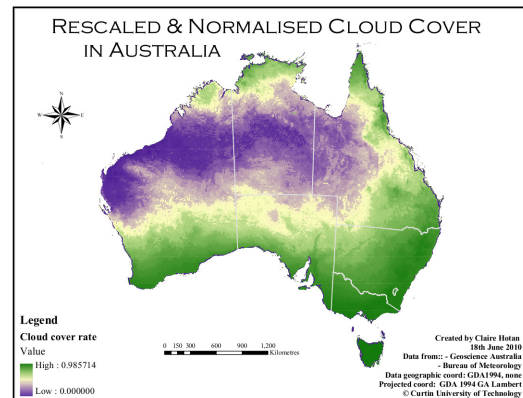 RESCALED & NORMALISED CLOUD COVER
IN AUSTRALIA
N
W
E
S
Legend
Cloud cover rate
Value
High : 0.985714
Low : 0.000000
0 150 300 600 900 1,200
Kilometres
Created by Claire Hotan
18th June 2010
Data from:: - Geoscience Australia
- Bureau of Meteorology
Data geographic coord: GDA1994, none
Projected coord: GDA 1994 GA Lambert
© Curtin University of Technology